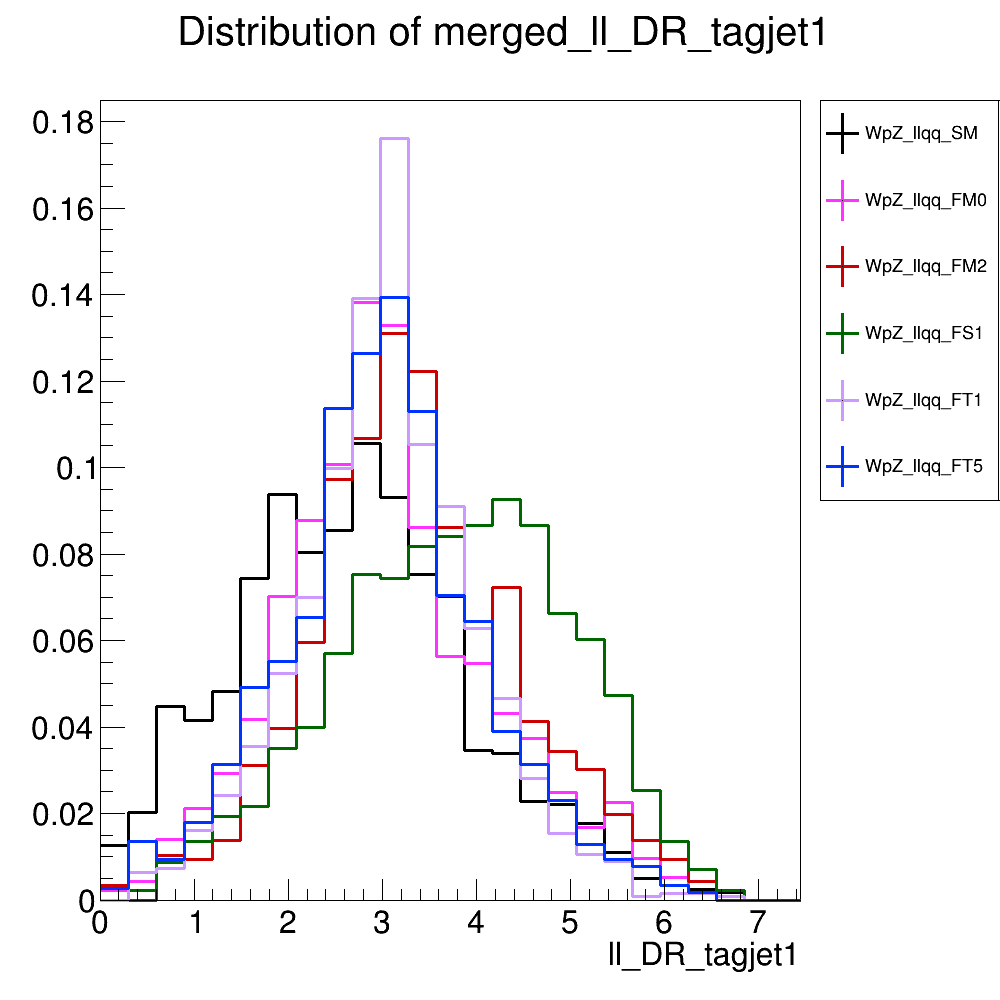 Distribution of merged_ll_DR_tagjet1
0.18
0.16
0.14
0.12
0.1
0.08
0.06
0.04
0.02
0
0 1 2 3 4 5 6 7
ll_DR_tagjet1
WpZ_llqq_SM
WpZ_llqq_FM0
WpZ_llqq_FM2
WpZ_llqq_FS1
WpZ_llqq_FT1
WpZ_llqq_FT5